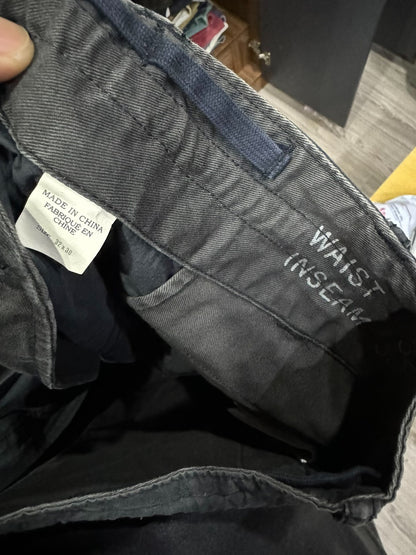 MADE IN CHINA
FABRIQUÉ EN
CHINE
WAIST
INSEAM